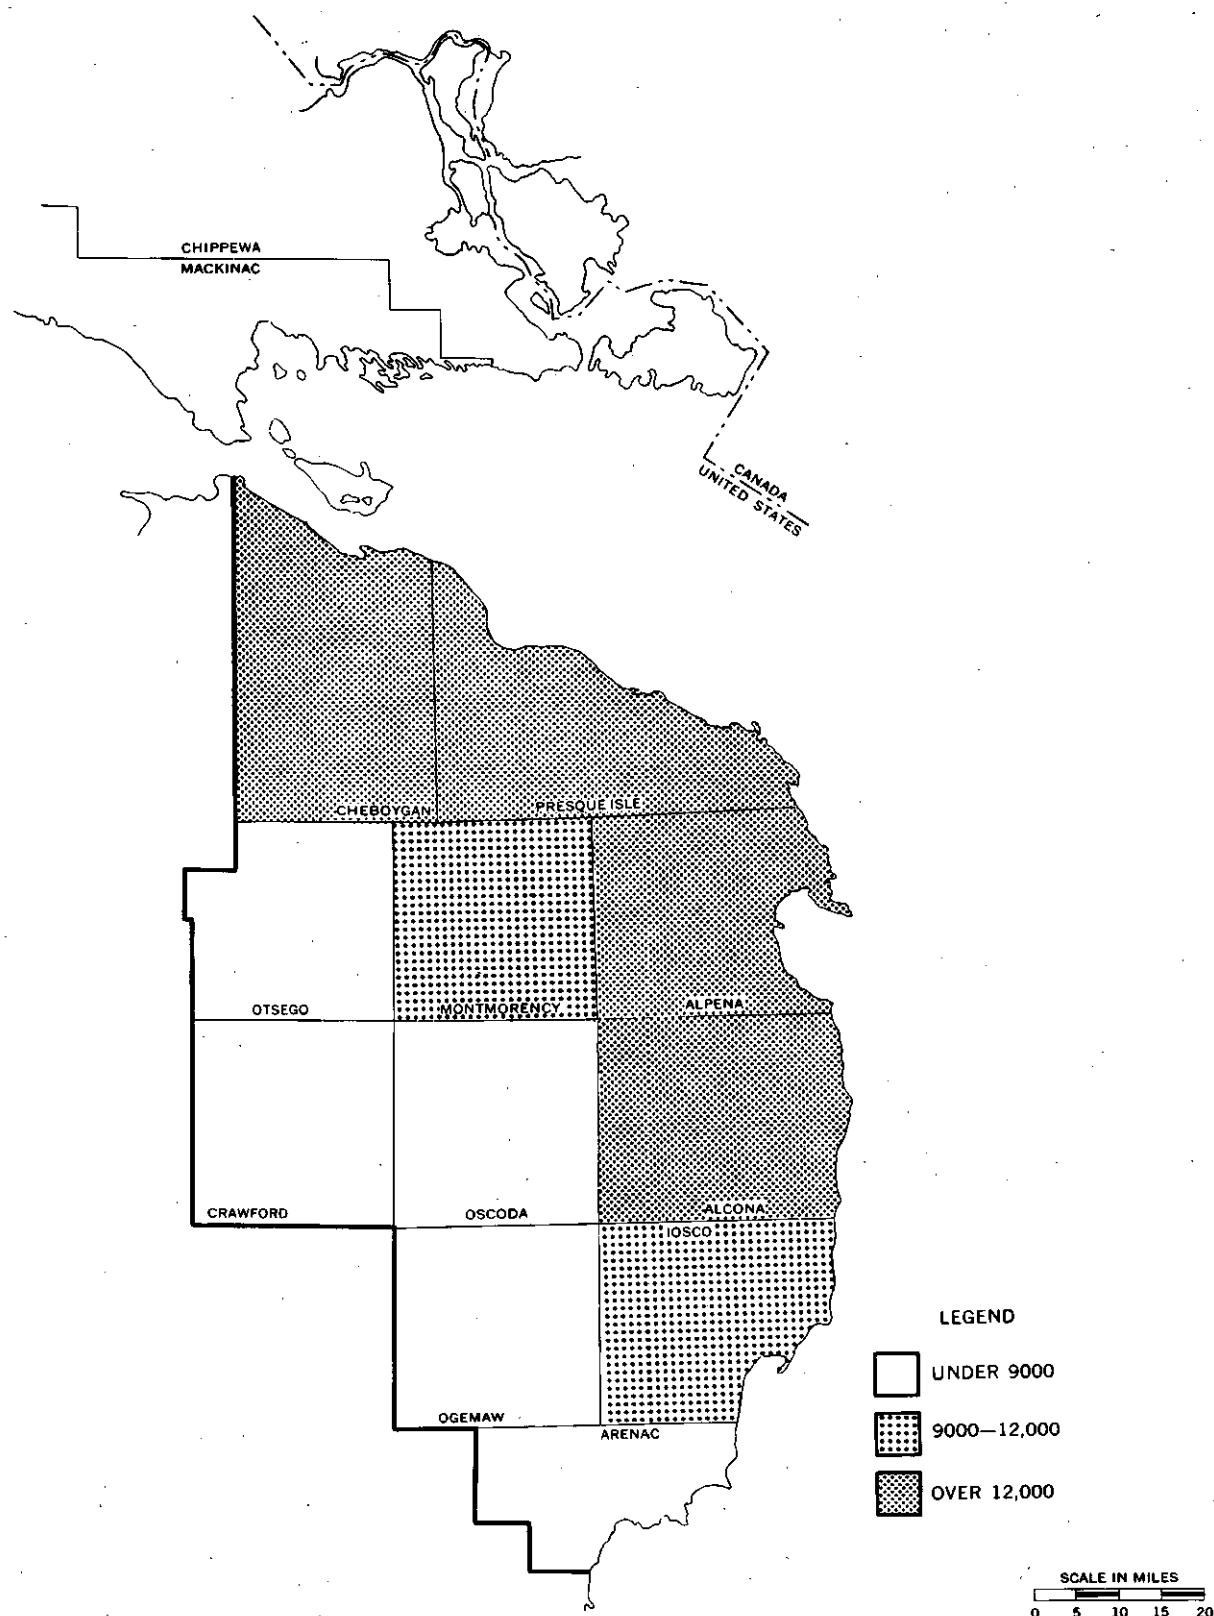 CHIPPEWA
MACKINAC
CANADA
UNITED STATES
CHEBOYGAN
PRESQUE ISLE
OTSEGO
MONTMORENCY
ALPENA
CRAWFORD
OSCODA
ALCONA
IOSCO
OGEMAW
ARENAC
LEGEND
UNDER 9000
9000—12,000
OVER 12,000
SCALE IN MILES
0 5 10 15 20